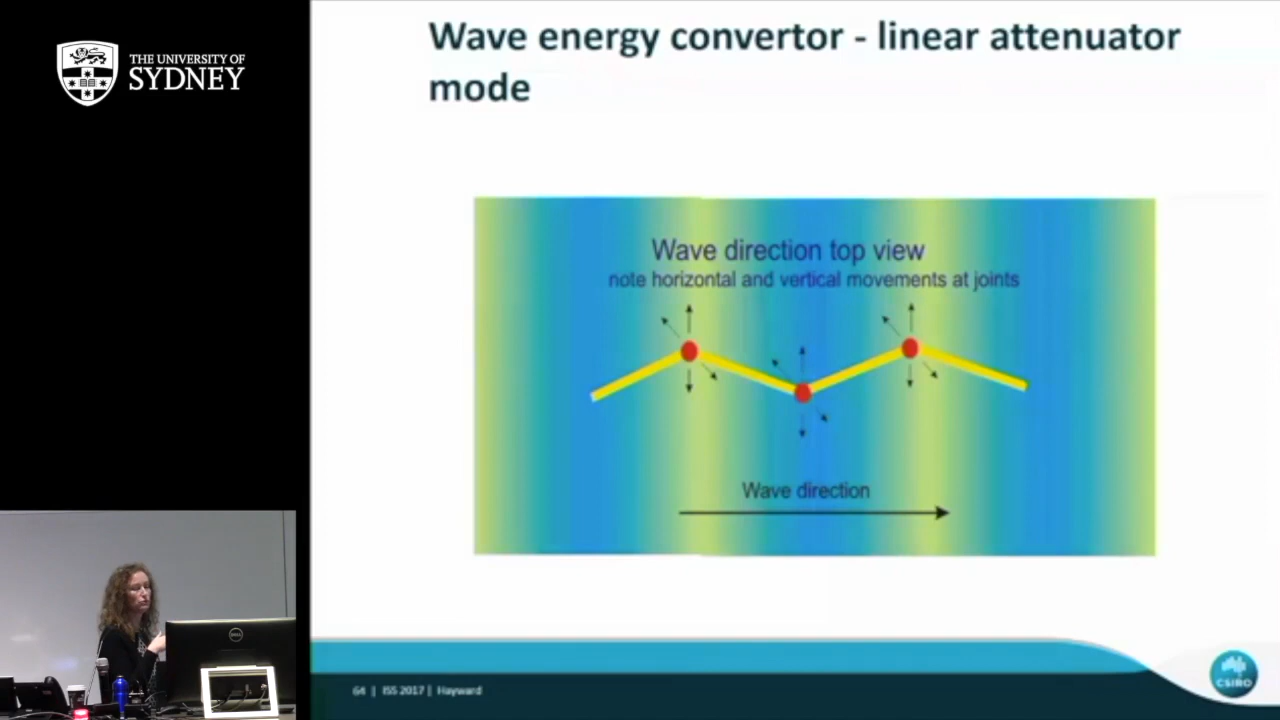 THE UNIVERSITY OF
SYDNEY
Wave energy convertor - linear attenuator
mode
Wave direction top view
note horizontal and vertical movements at joints
Wave direction
DELL
64 | ISS 2017 | Hayward
CSIRO